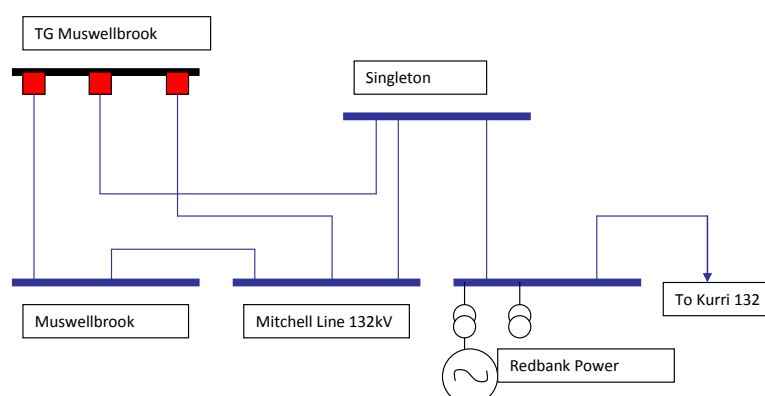 TG Muswellbrook
Singleton
Muswellbrook
Mitchell Line 132kV
To Kurri 132
Redbank Power